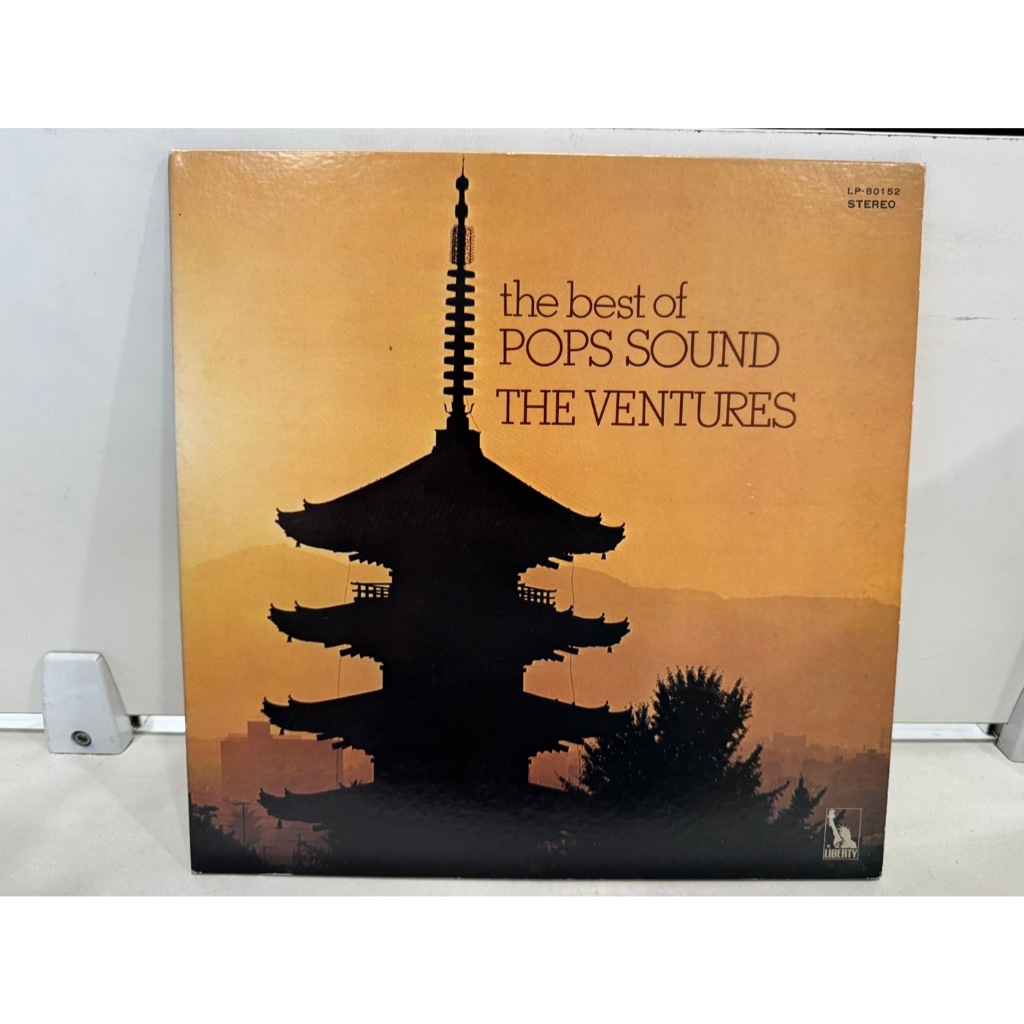 LP-80152
STEREO
the best of
POPS SOUND
THE VENTURES
LIBERTY